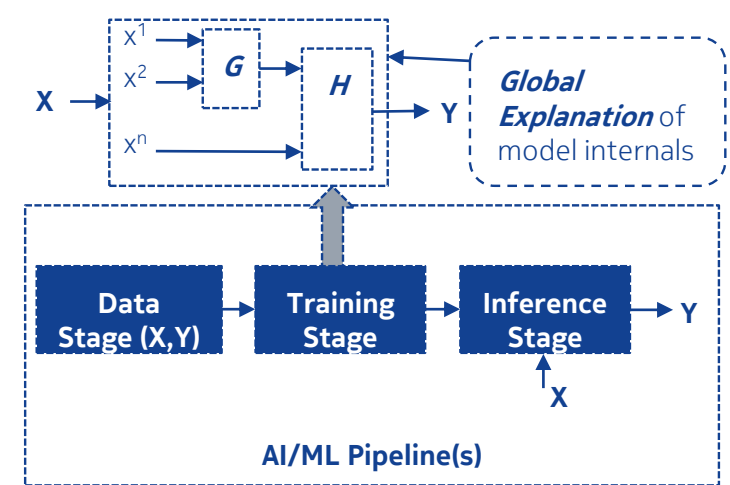 X
x¹
x²
xⁿ
G
H
Y
Global
Explanation of
model internals
Data
Stage (X,Y)
Training
Stage
Inference
Stage
Y
X
AI/ML Pipeline(s)